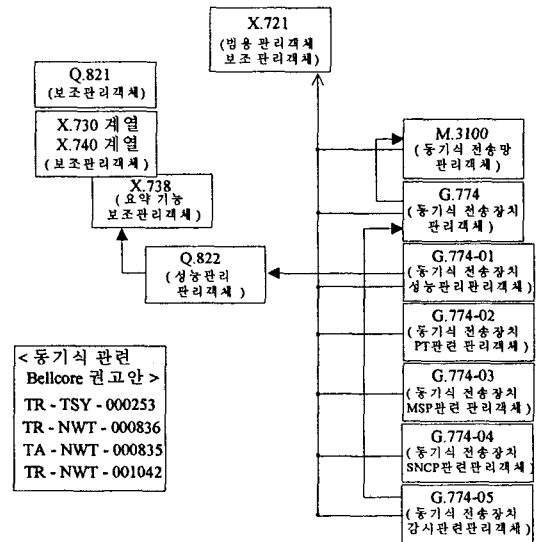 X.721
(범용 관리객체
보조 관리객체)
Q.821
(보조관리객체)
X.730 계열
X.740 계열
(보조관리객체)
X.738
(요약 기능
보조관리객체)
Q.822
(성능관리
관리객체)
M.3100
(동기식 전송망
관리객체)
G.774
(동기식 전송장치
관리객체)
G.774-01
(동기식 전송장치
성능관리관리객체)
G.774-02
(동기식 전송장치
PT관련 관리객체)
G.774-03
(동기식 전송장치
MSP관련 관리객체)
G.774-04
(동기식 전송장치
SNCP관련관리객체)
G.774-05
(동기식 전송장치
감시관련관리객체)
< 동기식 관련
Bellcore 권고안 >
TR - TSY - 000253
TR - NWT - 000836
TA - NWT - 000835
TR - NWT - 001042